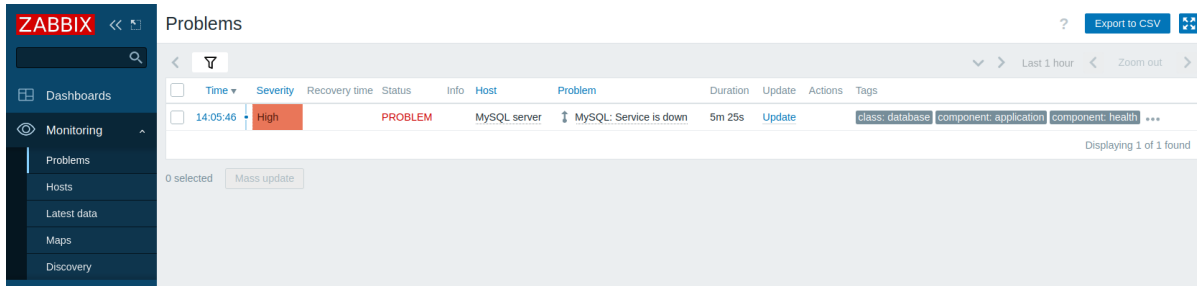 ZABBIX
Problems
? Export to CSV
Last 1 hour Zoom out
Dashboards
Monitoring
Problems
Hosts
Latest data
Maps
Discovery
Time Severity Recovery time Status Info Host Problem Duration Update Actions Tags
14:05:46 High PROBLEM MySQL server MySQL: Service is down 5m 25s Update class: database component: application component: health •••
Displaying 1 of 1 found
0 selected Mass update